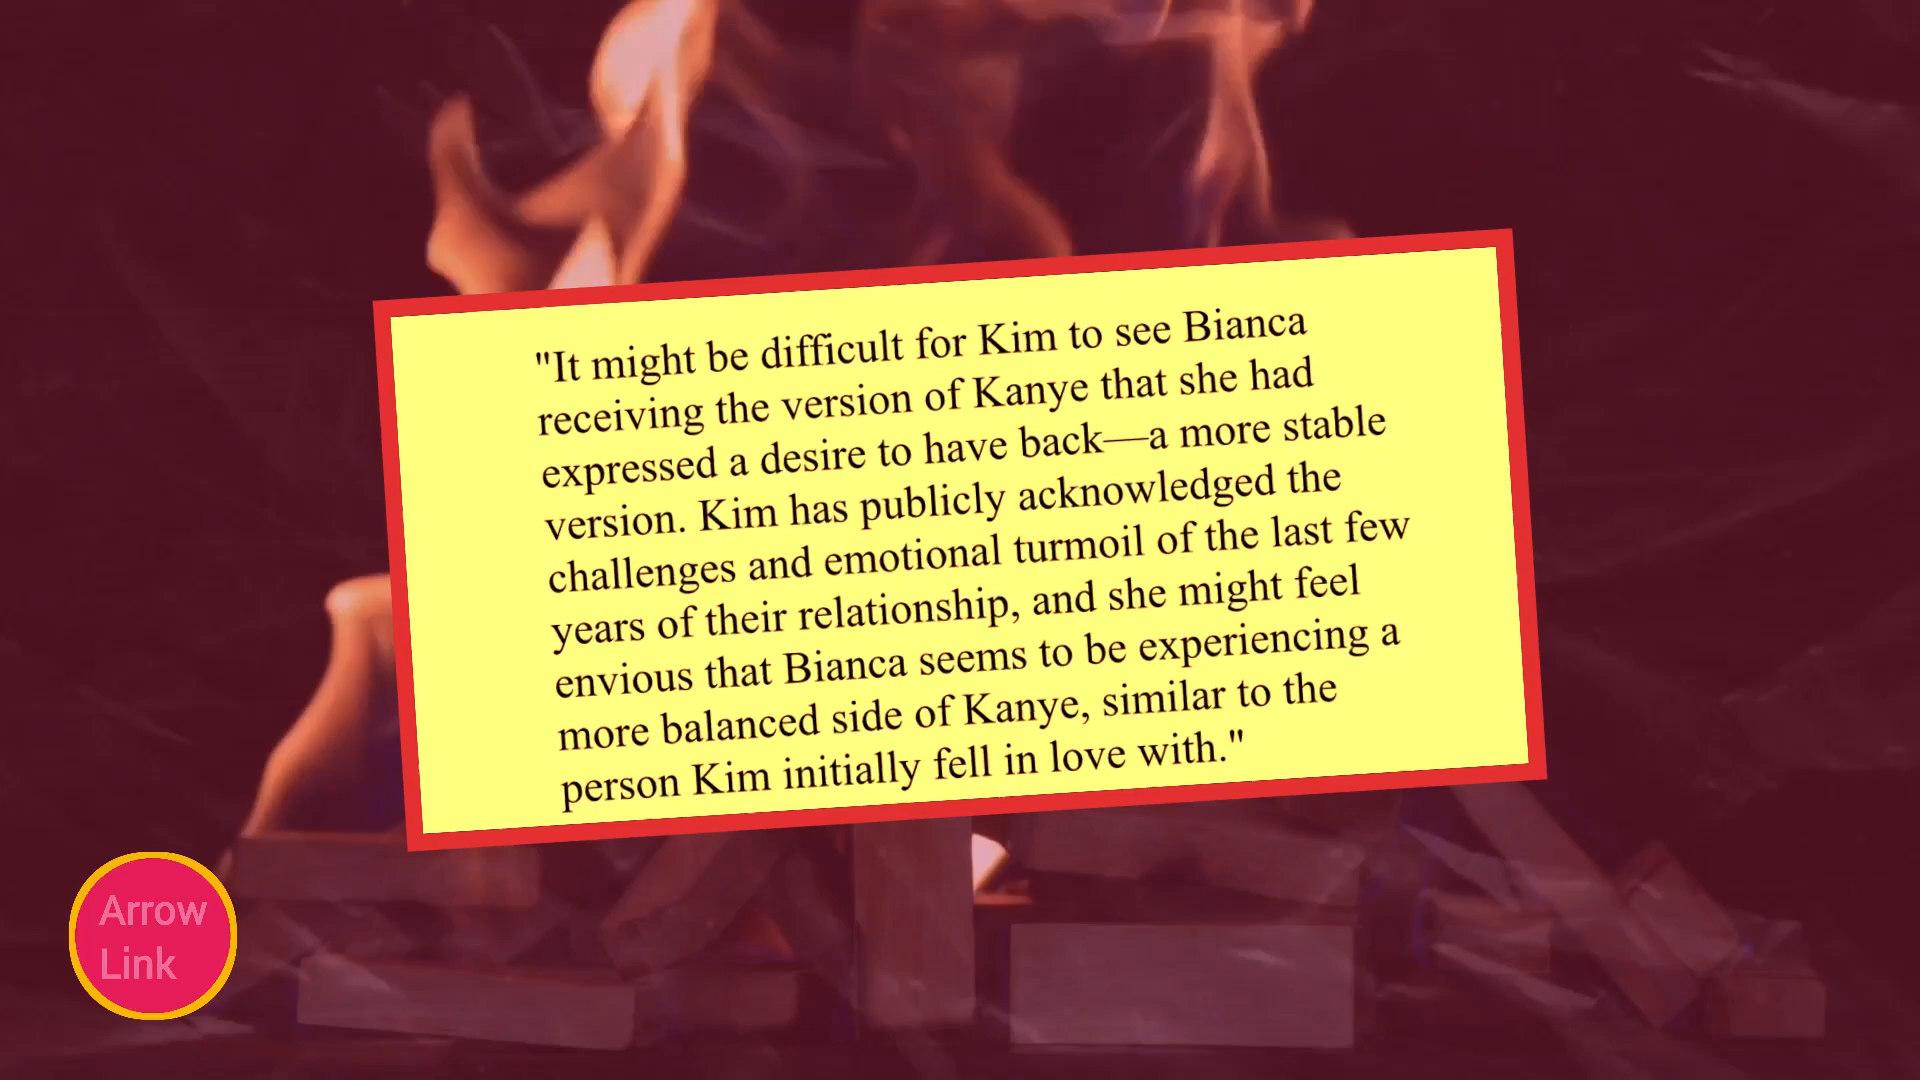 "It might be difficult for Kim to see Bianca
receiving the version of Kanye that she had
expressed a desire to have back—a more stable
version. Kim has publicly acknowledged the
challenges and emotional turmoil of the last few
years of their relationship, and she might feel
envious that Bianca seems to be experiencing a
more balanced side of Kanye, similar to the
person Kim initially fell in love with."
Arrow
Link